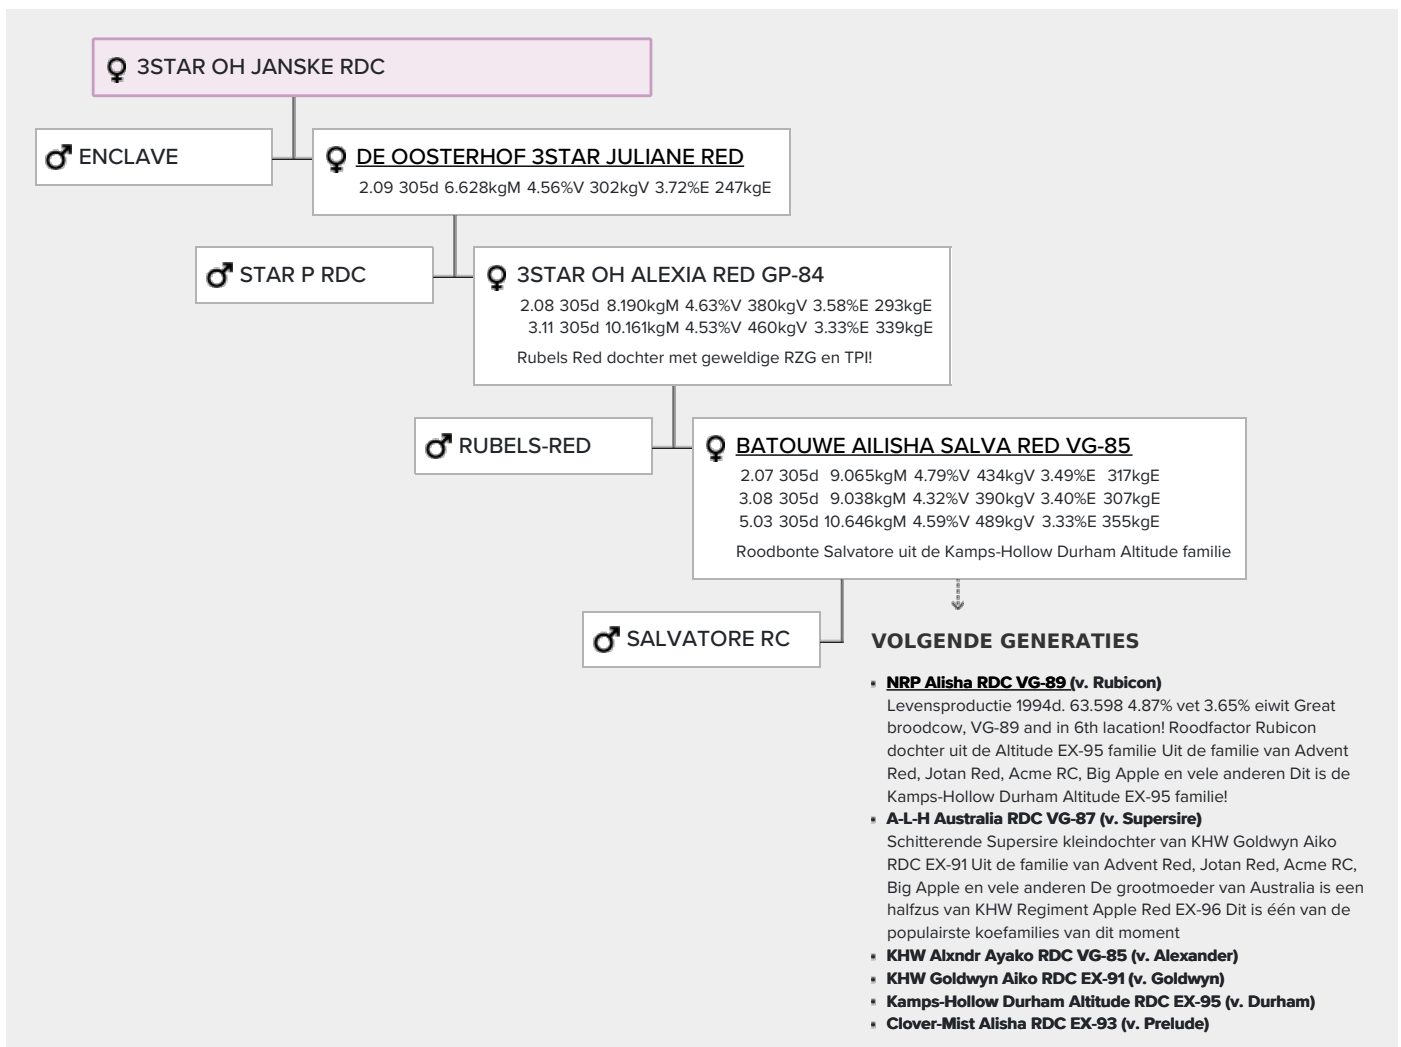 3STAR OH JANSKE RDC
ENCLAVE
DE OOSTERHOF 3STAR JULIANE RED
2.09 305d 6.628kgM 4.56%V 302kgV 3.72%E 247kgE
STAR P RDC
3STAR OH ALEXIA RED GP-84
2.08 305d 8.190kgM 4.63%V 380kgV 3.58%E 293kgE
3.11 305d 10.161kgM 4.53%V 460kgV 3.33%E 339kgE
Rubels Red dochter met geweldige RZG en TPI!
RUBELS-RED
BATOUWE AILISHA SALVA RED VG-85
2.07 305d 9.065kgM 4.79%V 434kgV 3.49%E 317kgE
3.08 305d 9.038kgM 4.32%V 390kgV 3.40%E 307kgE
5.03 305d 10.646kgM 4.59%V 489kgV 3.33%E 355kgE
Roodbonte Salvatore uit de Kamps-Hollow Durham Altitude familie
SALVATORE RC
VOLGENDE GENERATIES
NRP Alisha RDC VG-89 (v. Rubicon)
Levensproductie 1994d. 63.598 4.87% vet 3.65% eiwit Great
broodcow, VG-89 and in 6th lacation! Roodfactor Rubicon
dochter uit de Altitude EX-95 familie Uit de familie van Advent
Red, Jotan Red, Acme RC, Big Apple en vele anderen Dit is de
Kamps-Hollow Durham Altitude EX-95 familie!
A-L-H Australia RDC VG-87 (v. Supersire)
Schitterende Supersire kleindochter van KHW Goldwyn Aiko
RDC EX-91 Uit de familie van Advent Red, Jotan Red, Acme RC,
Big Apple en vele anderen De grootmoeder van Australia is een
halfzus van KHW Regiment Apple Red EX-96 Dit is één van de
populairste koefamilies van dit moment
KHW Alxndr Ayako RDC VG-85 (v. Alexander)
KHW Goldwyn Aiko RDC EX-91 (v. Goldwyn)
Kamps-Hollow Durham Altitude RDC EX-95 (v. Durham)
Clover-Mist Alisha RDC EX-93 (v. Prelude)